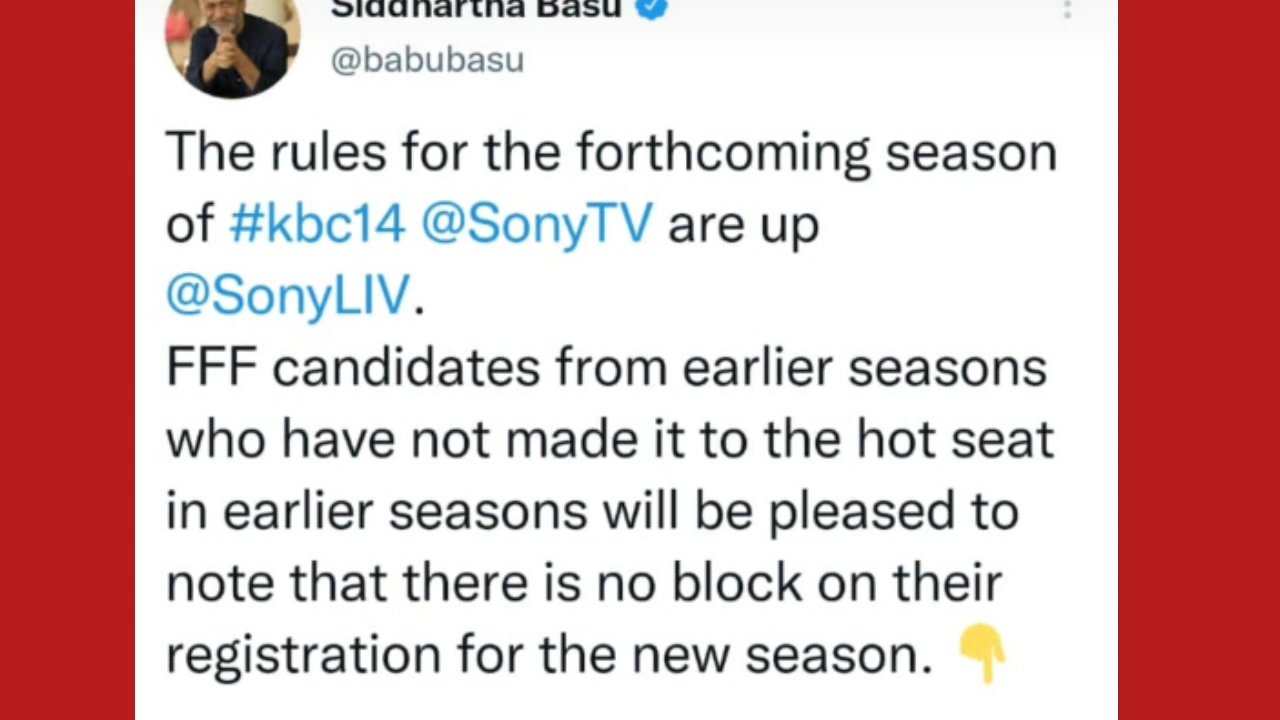 Siddhartha Basu
@babubasu
The rules for the forthcoming season
of #kbc14 @SonyTV are up
@SonyLIV.
FFF candidates from earlier seasons
who have not made it to the hot seat
in earlier seasons will be pleased to
note that there is no block on their
registration for the new season. 👇